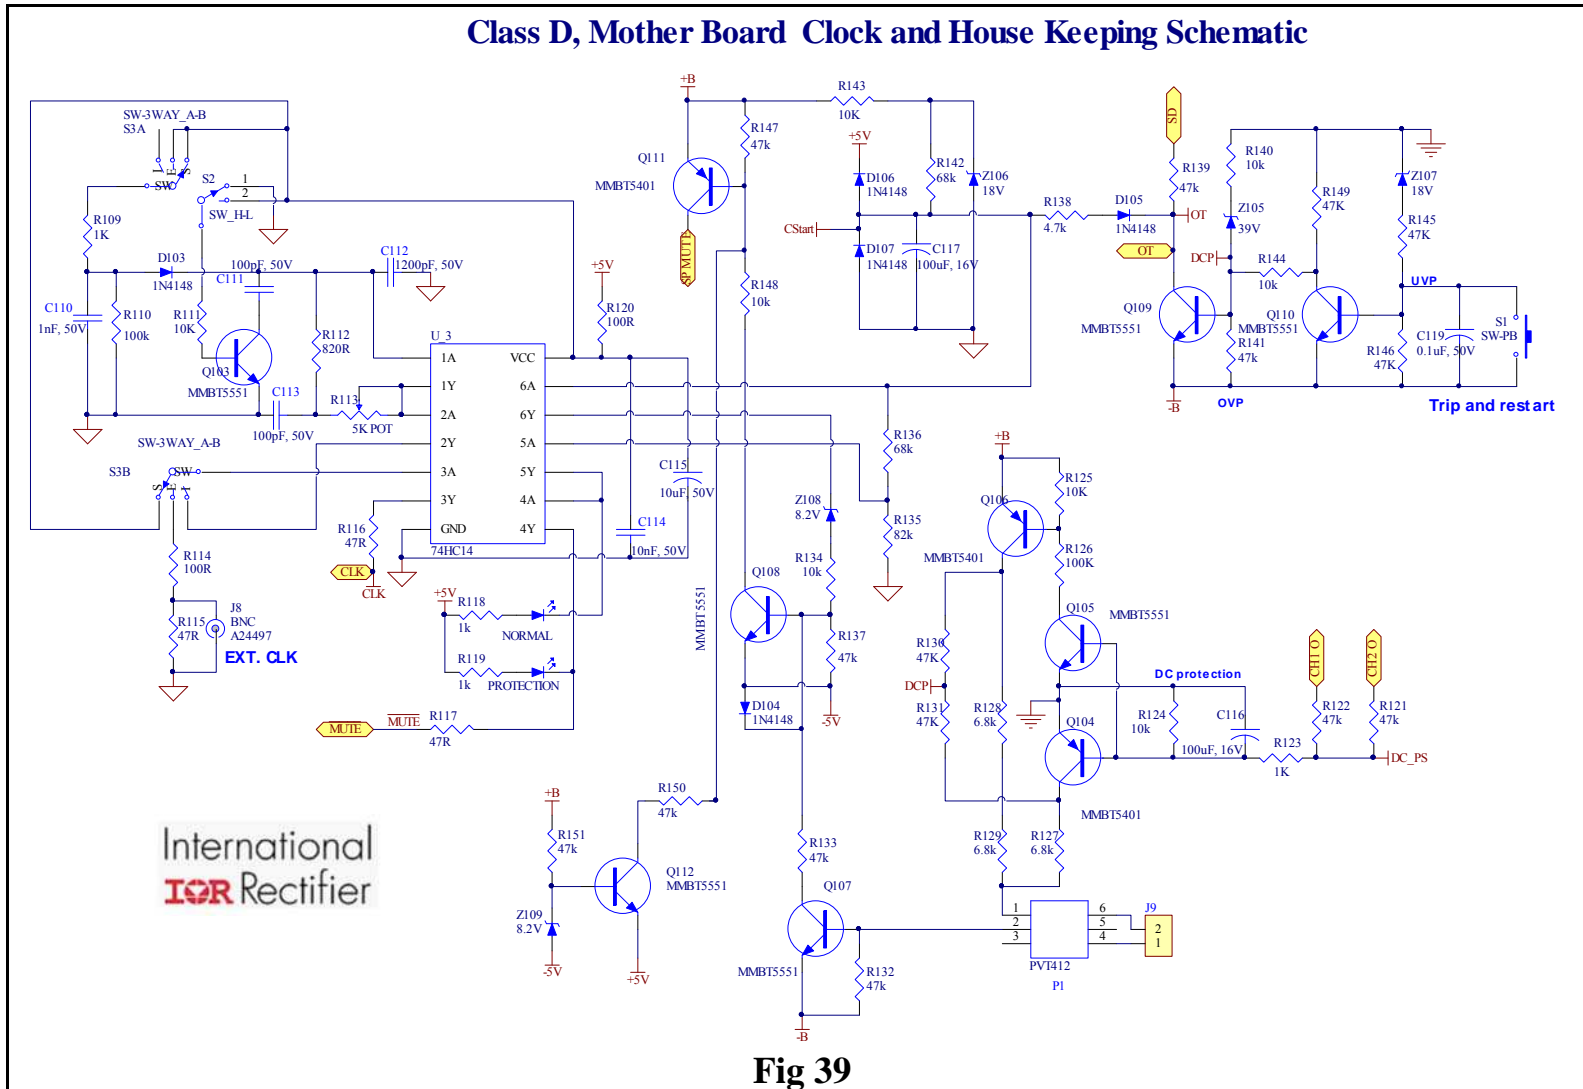 Class D, Mother Board Clock and House Keeping Schematic
SW-3WAY_A-B
S3A
I
E
S
SW
S2
1
2
SW_H-L
R109
1K
D103
1N4148
100pF, 50V
C111
C112
1200pF, 50V
C110
1nF, 50V
R110
100k
R111
10K
Q103
MMBT5551
R112
820R
C113
100pF, 50V
R113
5K POT
SW-3WAY_A-B
S3B
SW
S
E
I
R114
100R
R115
47R
J8
BNC
A24497
EXT. CLK
R116
47R
CLK
CLK
U_3
1A
1Y
2A
2Y
3A
3Y
GND
VCC
6A
6Y
5A
5Y
4A
4Y
74HC14
+5V
R120
100R
C115
10uF, 50V
C114
10nF, 50V
+5V
R118
1k
NORMAL
R119
1k
PROTECTION
MUTE
MUTE
R117
47R
+B
Q111
MMBT5401
R147
47k
SP MUTE
R148
10k
R143
10K
+5V
D106
1N4148
R142
68k
Z106
18V
CStart
D107
1N4148
C117
100uF, 16V
R138
4.7k
D105
1N4148
SD
R139
47k
OT
OT
Q109
MMBT5551
R140
10k
Z105
39V
DCP
R144
10k
R141
47k
-B
OVP
R149
47K
Q110
MMBT5551
Z107
18V
R145
47K
UVP
R146
47K
C119
0.1uF, 50V
S1
SW-PB
Trip and restart
R136
68k
R135
82k
Z108
8.2V
R134
10k
R137
47k
-5V
Q108
MMBT5551
D104
1N4148
+B
R125
10K
Q106
MMBT5401
R126
100K
Q105
MMBT5551
R130
47K
DCP
R131
47K
R128
6.8k
DC protection
Q104
MMBT5401
R124
10k
C116
100uF, 16V
R123
1K
CH1 O
CH2 O
R122
47k
R121
47k
DC_PS
R129
6.8k
R127
6.8k
+B
R151
47k
Z109
8.2V
-5V
R150
47k
Q112
MMBT5551
+5V
R133
47k
Q107
MMBT5551
R132
47k
-B
1
2
3
6
5
4
PVT412
P1
J9
2
1
International
IOR Rectifier
Fig 39